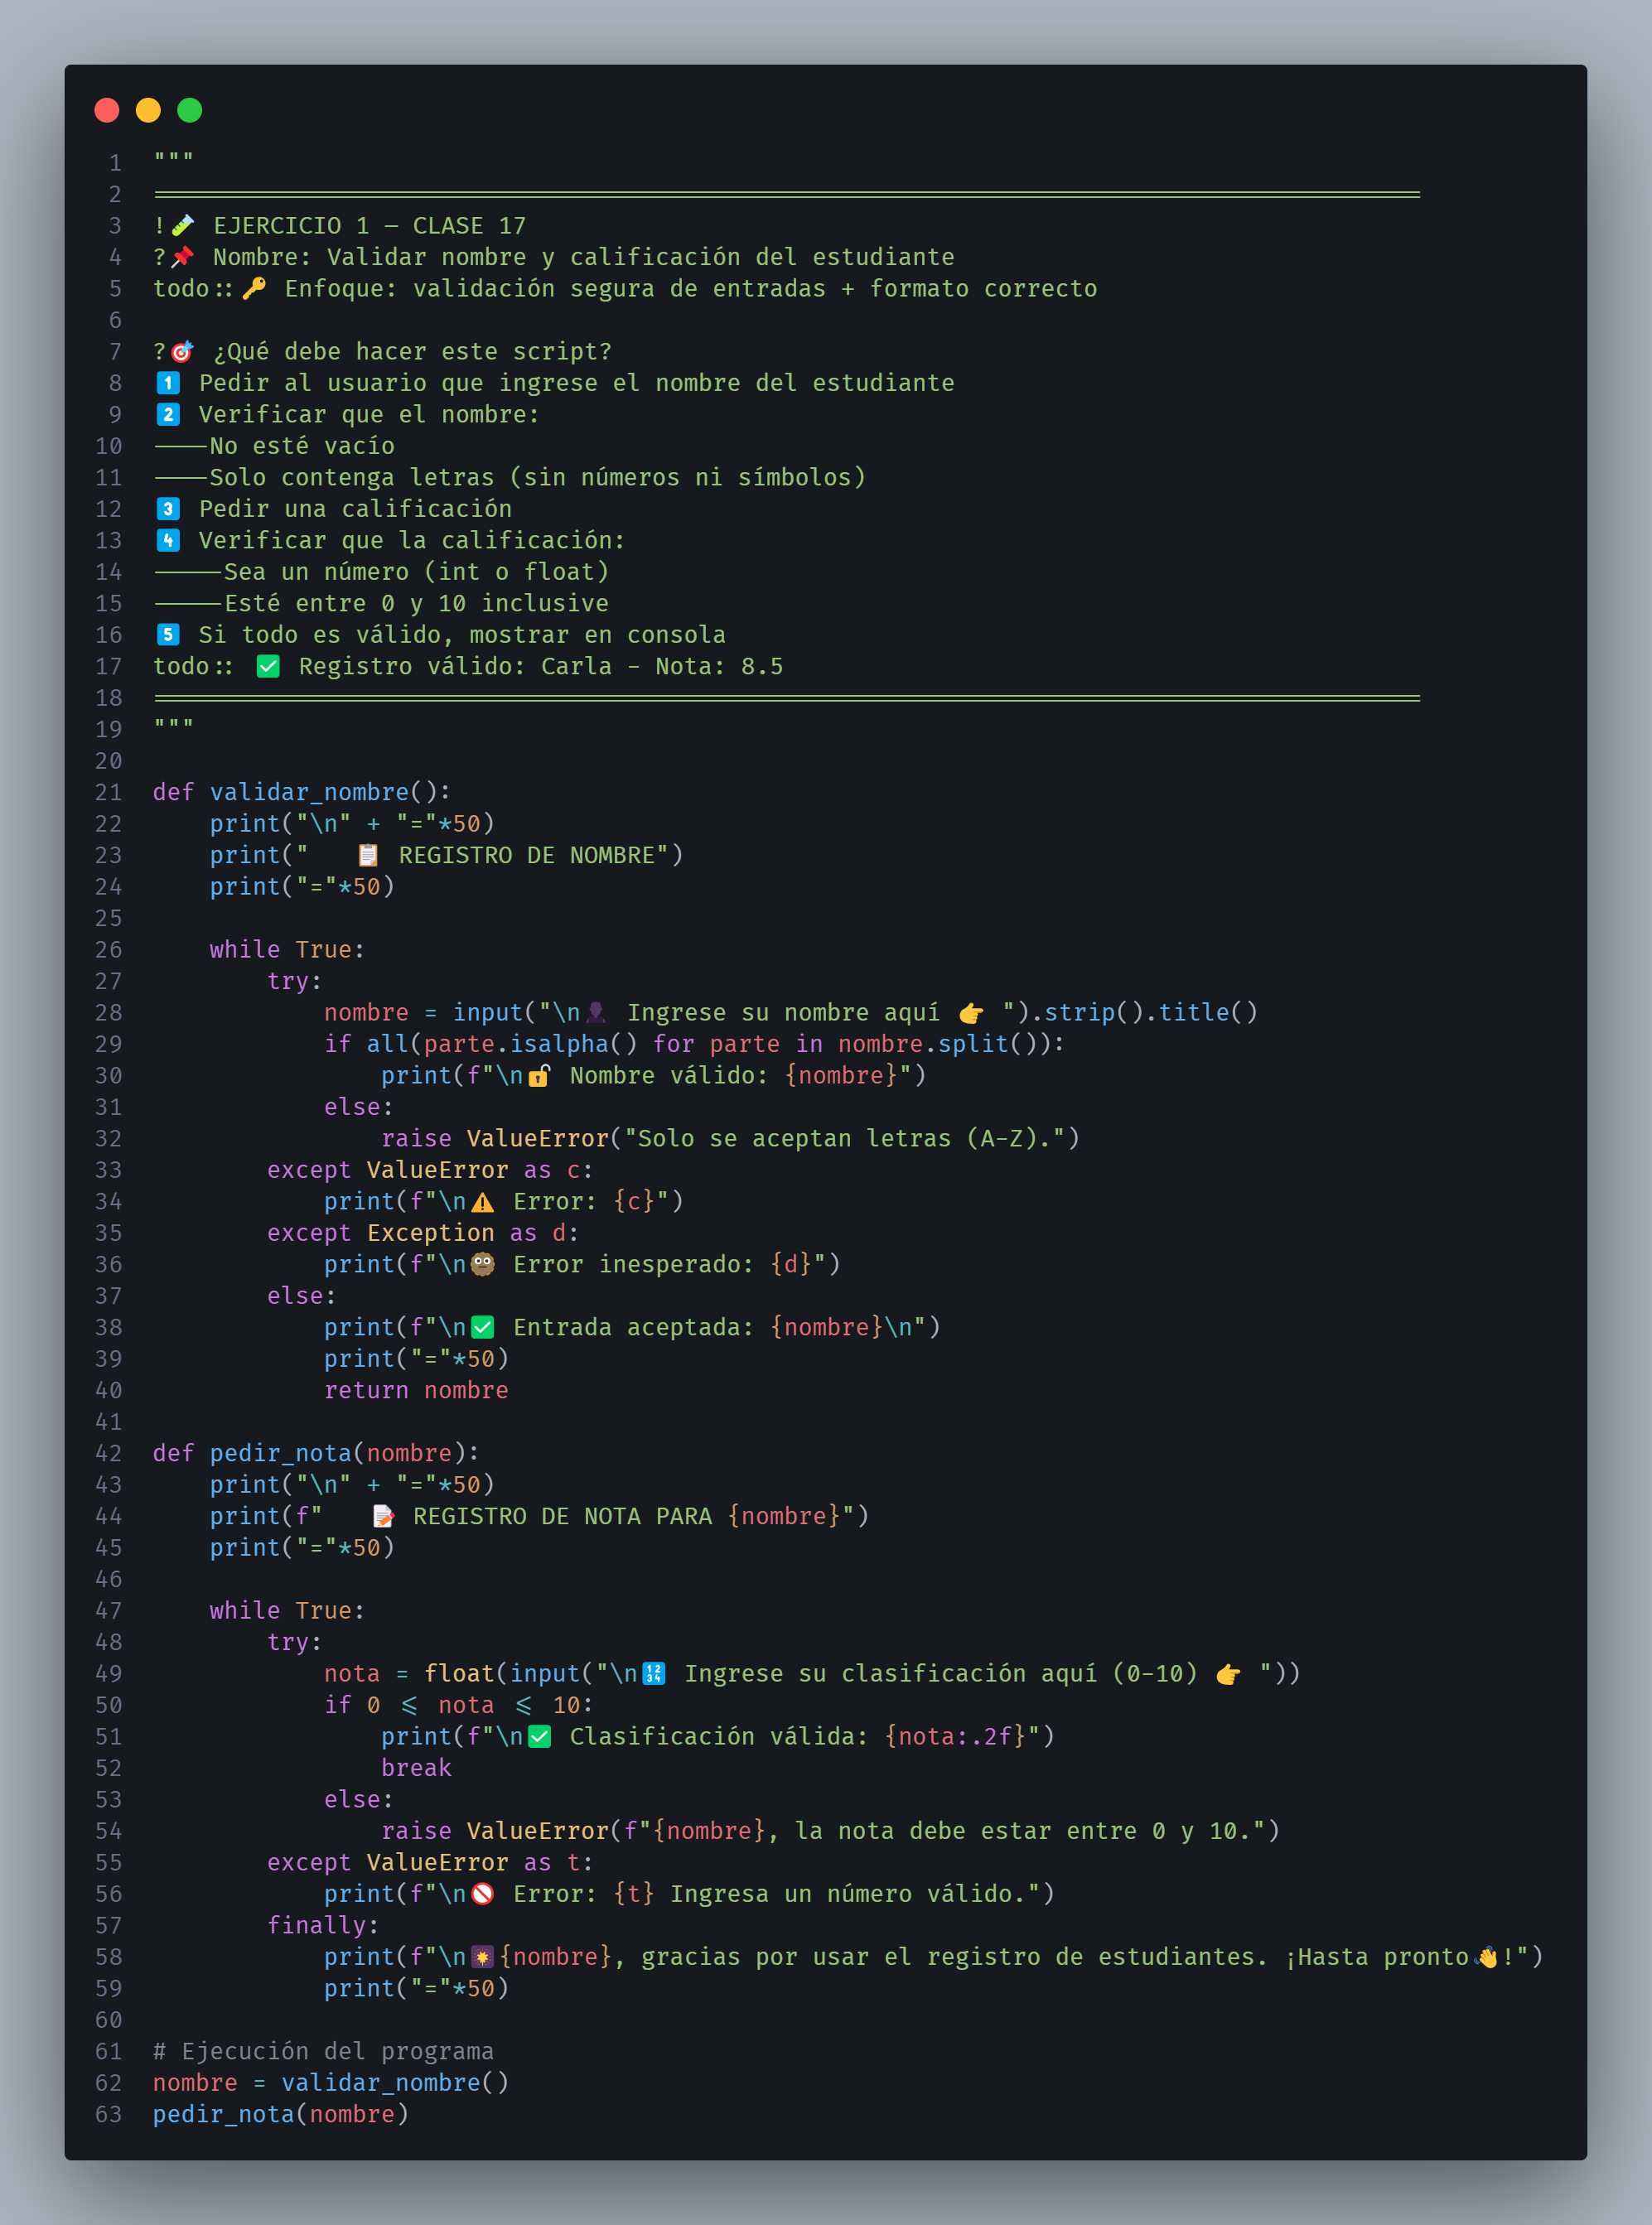 1 """
2 ========================================================================================
3 !🧪 EJERCICIO 1 – CLASE 17
4 ?📌 Nombre: Validar nombre y calificación del estudiante
5 todo::🔑 Enfoque: validación segura de entradas + formato correcto
6
7 ?🎯 ¿Qué debe hacer este script?
8 1️⃣ Pedir al usuario que ingrese el nombre del estudiante
9 2️⃣ Verificar que el nombre:
10 ----No esté vacío
11 ----Solo contenga letras (sin números ni símbolos)
12 3️⃣ Pedir una calificación
13 4️⃣ Verificar que la calificación:
14 -----Sea un número (int o float)
15 -----Esté entre 0 y 10 inclusive
16 5️⃣ Si todo es válido, mostrar en consola
17 todo:: ✅ Registro válido: Carla - Nota: 8.5
18 ========================================================================================
19 """
20
21 def validar_nombre():
22     print("\n" + "="*50)
23     print("   📋 REGISTRO DE NOMBRE")
24     print("="*50)
25
26     while True:
27         try:
28             nombre = input("\n👤 Ingrese su nombre aquí 👉 ").strip().title()
29             if all(parte.isalpha() for parte in nombre.split()):
30                 print(f"\n🔓 Nombre válido: {nombre}")
31             else:
32                 raise ValueError("Solo se aceptan letras (A-Z).")
33         except ValueError as c:
34             print(f"\n⚠️ Error: {c}")
35         except Exception as d:
36             print(f"\n Error inesperado: {d}")
37         else:
38             print(f"\n✅ Entrada aceptada: {nombre}\n")
39             print("="*50)
40             return nombre
41
42 def pedir_nota(nombre):
43     print("\n" + "="*50)
44     print(f"   📝 REGISTRO DE NOTA PARA {nombre}")
45     print("="*50)
46
47     while True:
48         try:
49             nota = float(input("\n🔢 Ingrese su clasificación aquí (0-10) 👉 "))
50             if 0 <= nota <= 10:
51                 print(f"\n✅ Clasificación válida: {nota:.2f}")
52                 break
53             else:
54                 raise ValueError(f"{nombre}, la nota debe estar entre 0 y 10.")
55         except ValueError as t:
56             print(f"\n🚫 Error: {t} Ingresa un número válido.")
57         finally:
58             print(f"\n🎇{nombre}, gracias por usar el registro de estudiantes. ¡Hasta pronto👋!")
59             print("="*50)
60
61 # Ejecución del programa
62 nombre = validar_nombre()
63 pedir_nota(nombre)